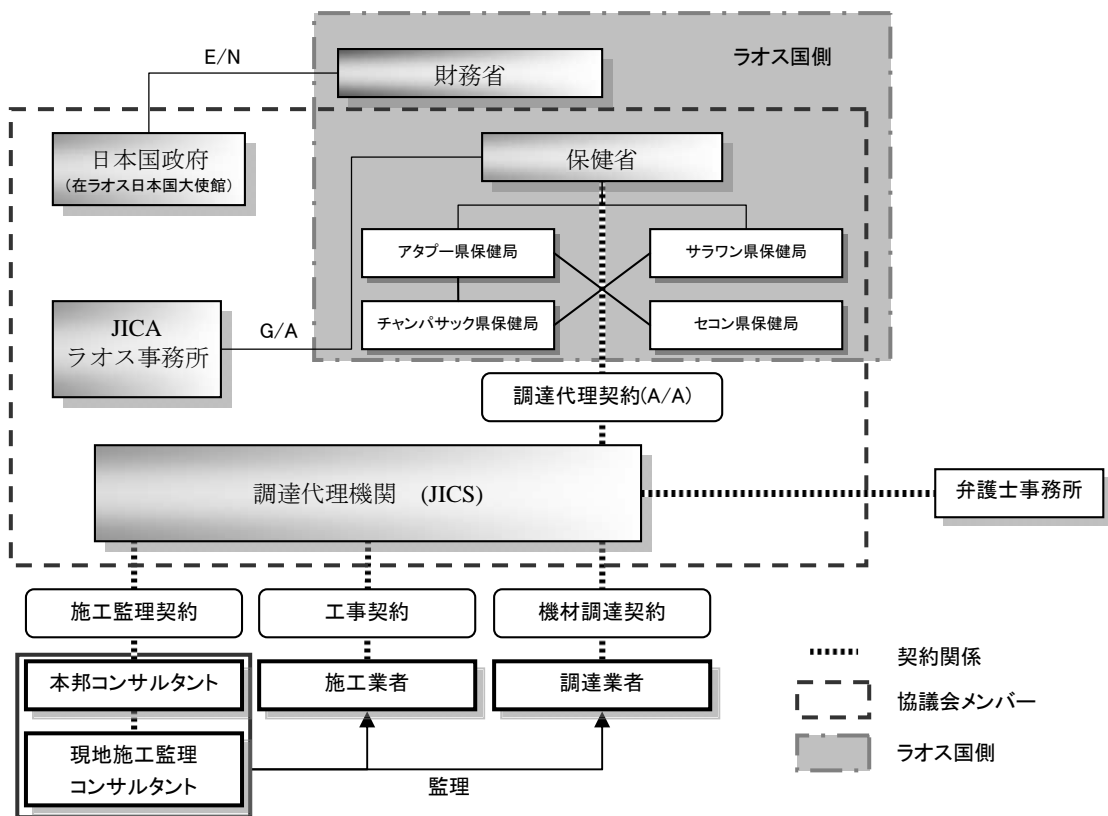 ラオス国側
E/N
財務省
日本国政府
(在ラオス日本国大使館)
保健省
アタプー県保健局
サラワン県保健局
チャンパサック県保健局
セコン県保健局
JICA
ラオス事務所
G/A
調達代理契約(A/A)
調達代理機関 (JICS)
弁護士事務所
施工監理契約
工事契約
機材調達契約
本邦コンサルタント
施工業者
調達業者
現地施工監理
コンサルタント
監理
契約関係
協議会メンバー
ラオス国側